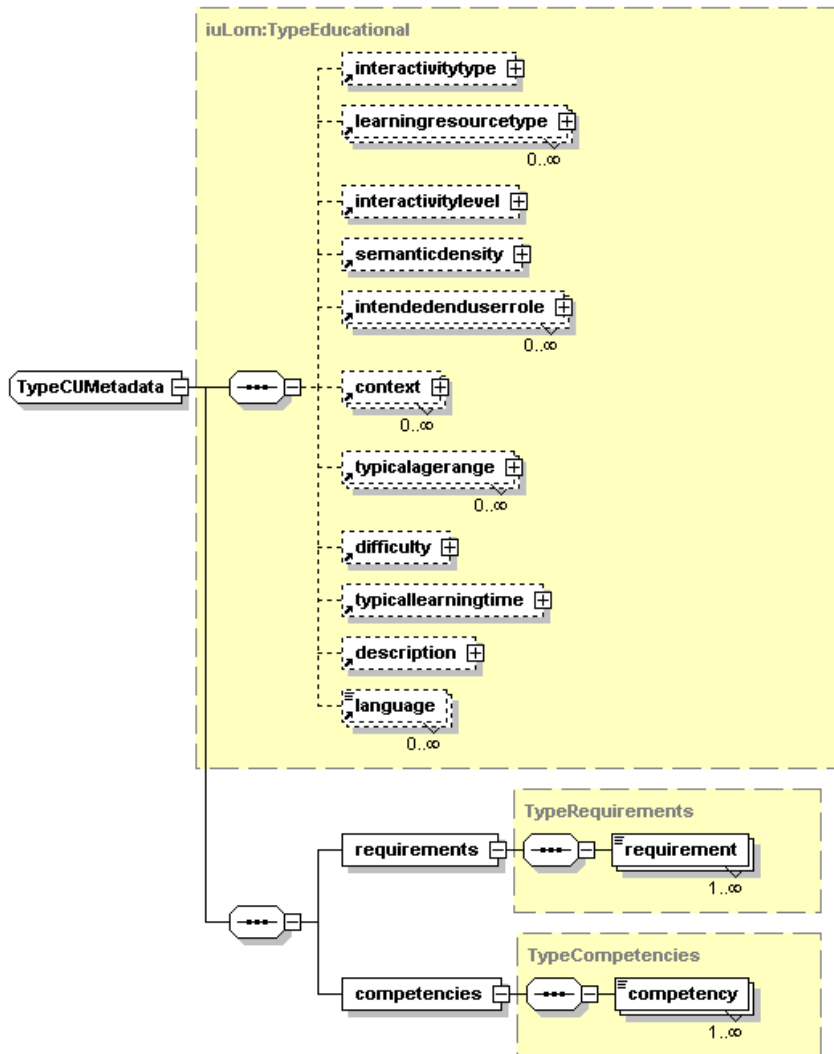 iuLom:TypeEducational
interactivitytype
learningresourcetype
0..∞
interactivitylevel
semanticdensity
intendedenduserrole
0..∞
TypeCUMetadata
context
0..∞
typicalagerange
0..∞
difficulty
typicallearningtime
description
language
0..∞
TypeRequirements
requirements
requirement
1..∞
TypeCompetencies
competencies
competency
1..∞